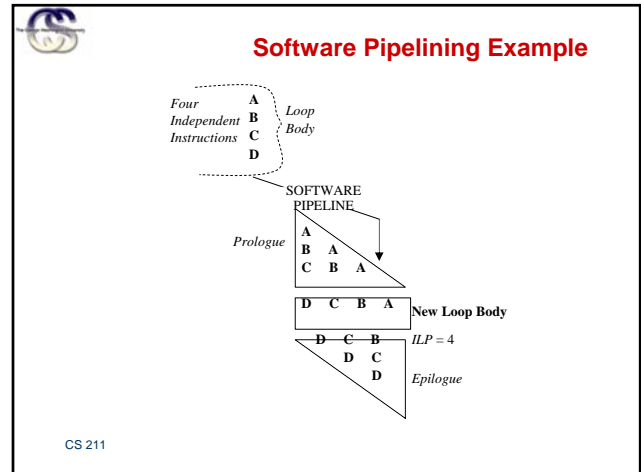 Software Pipelining Example
Four
Independent
Instructions
A
B
C
D
Loop
Body
SOFTWARE
PIPELINE
Prologue
A
B A
C B A
D C B A
New Loop Body
D C B
ILP = 4
D C
D
Epilogue
CS 211